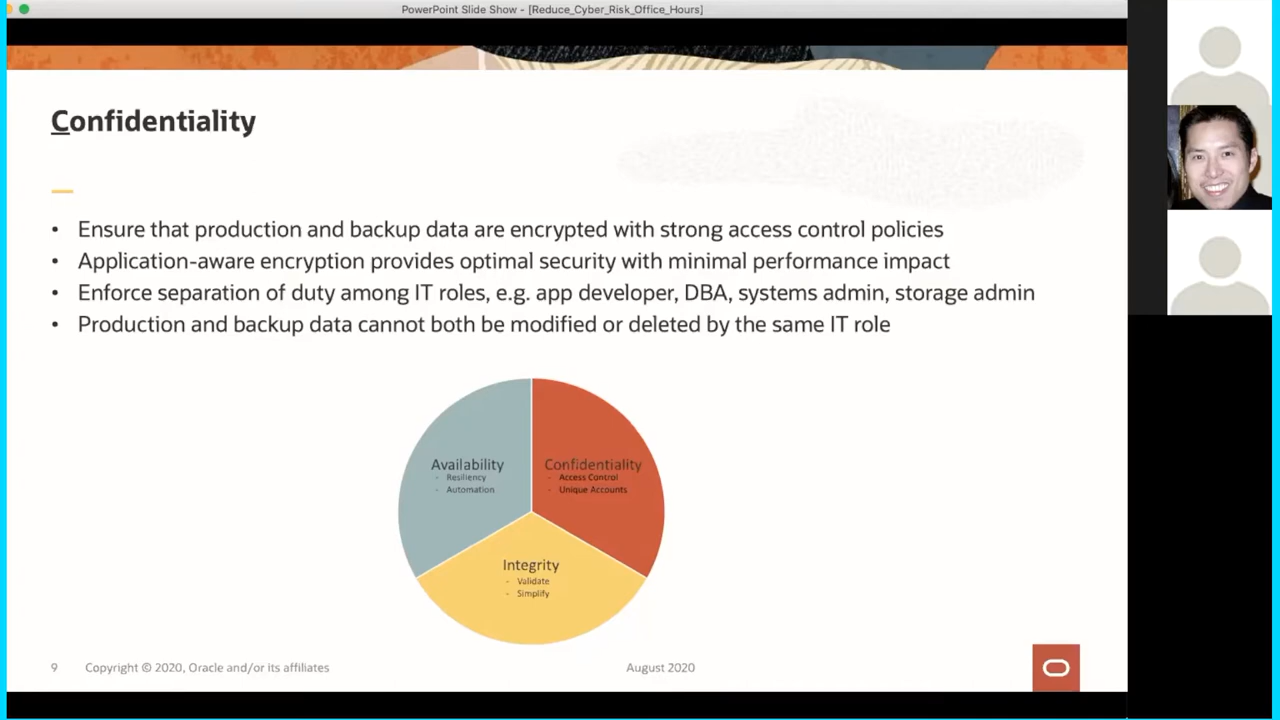 PowerPoint Slide Show - [Reduce_Cyber_Risk_Office_Hours]
Confidentiality
• Ensure that production and backup data are encrypted with strong access control policies
• Application-aware encryption provides optimal security with minimal performance impact
• Enforce separation of duty among IT roles, e.g. app developer, DBA, systems admin, storage admin
• Production and backup data cannot both be modified or deleted by the same IT role
Availability
- Resiliency
- Automation
Confidentiality
- Access Control
- Unique Accounts
Integrity
- Validate
- Simplify
9 Copyright © 2020, Oracle and/or its affiliates August 2020